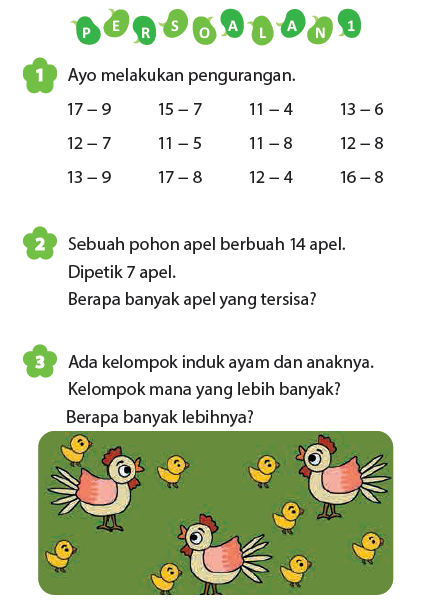 PERSOALAN 1
1 Ayo melakukan pengurangan.
17 – 9 15 – 7 11 – 4 13 – 6
12 – 7 11 – 5 11 – 8 12 – 8
13 – 9 17 – 8 12 – 4 16 – 8
2 Sebuah pohon apel berbuah 14 apel.
Dipetik 7 apel.
Berapa banyak apel yang tersisa?
3 Ada kelompok induk ayam dan anaknya.
Kelompok mana yang lebih banyak?
Berapa banyak lebihnya?